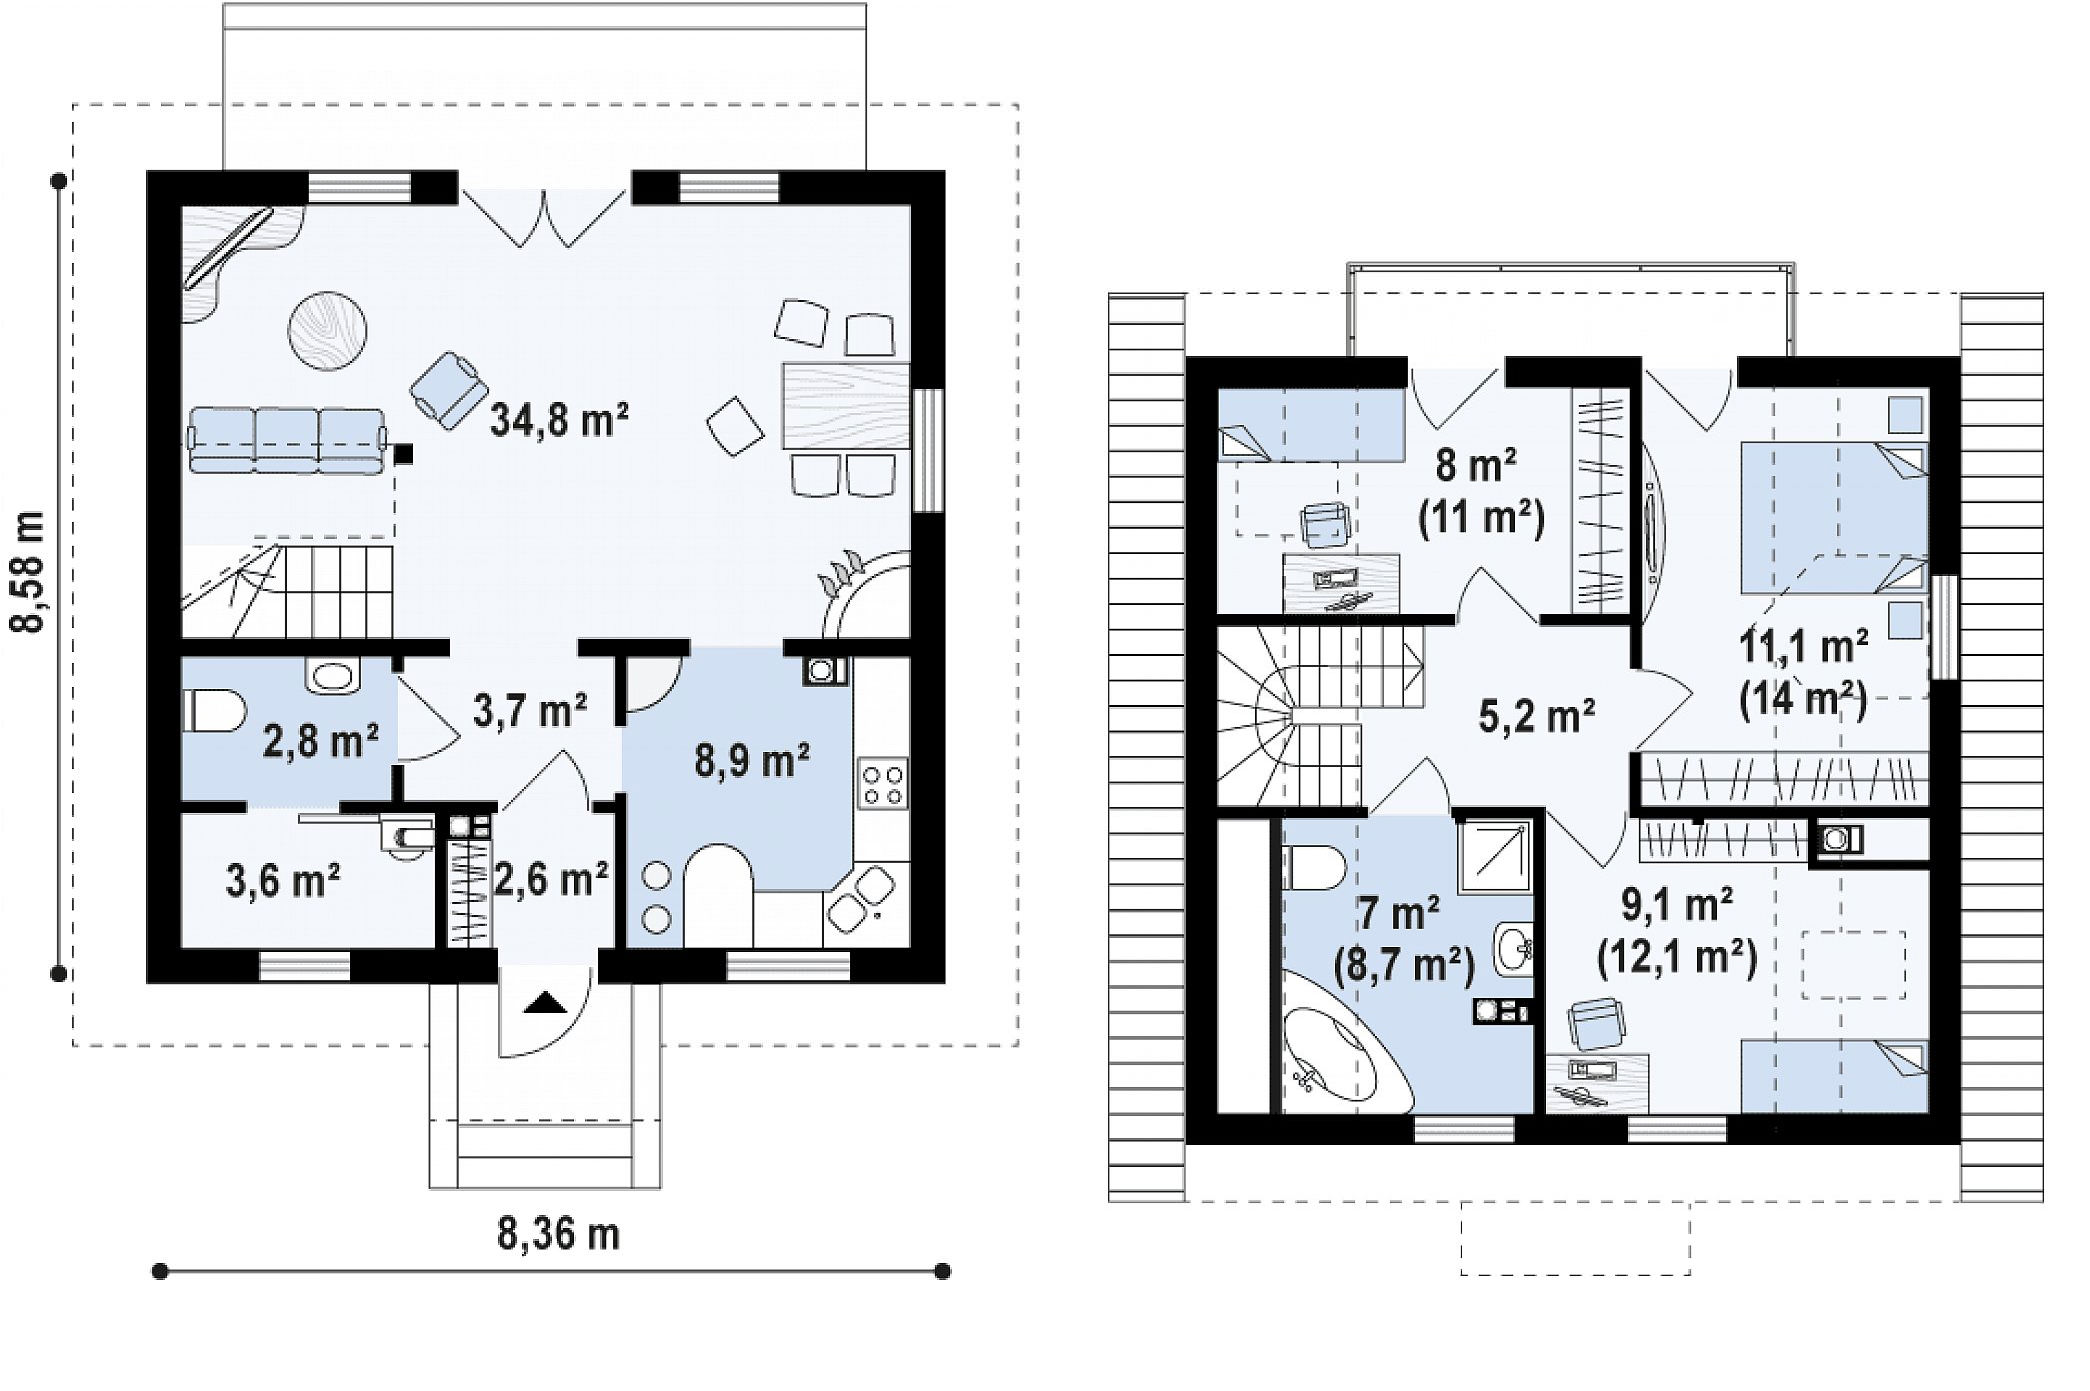 34,8 m²
8,58 m
3,7 m²
2,8 m²
8,9 m²
3,6 m²
2,6 m²
8,36 m
8 m²
(11 m²)
11,1 m²
(14 m²)
5,2 m²
7 m²
(8,7 m²)
9,1 m²
(12,1 m²)